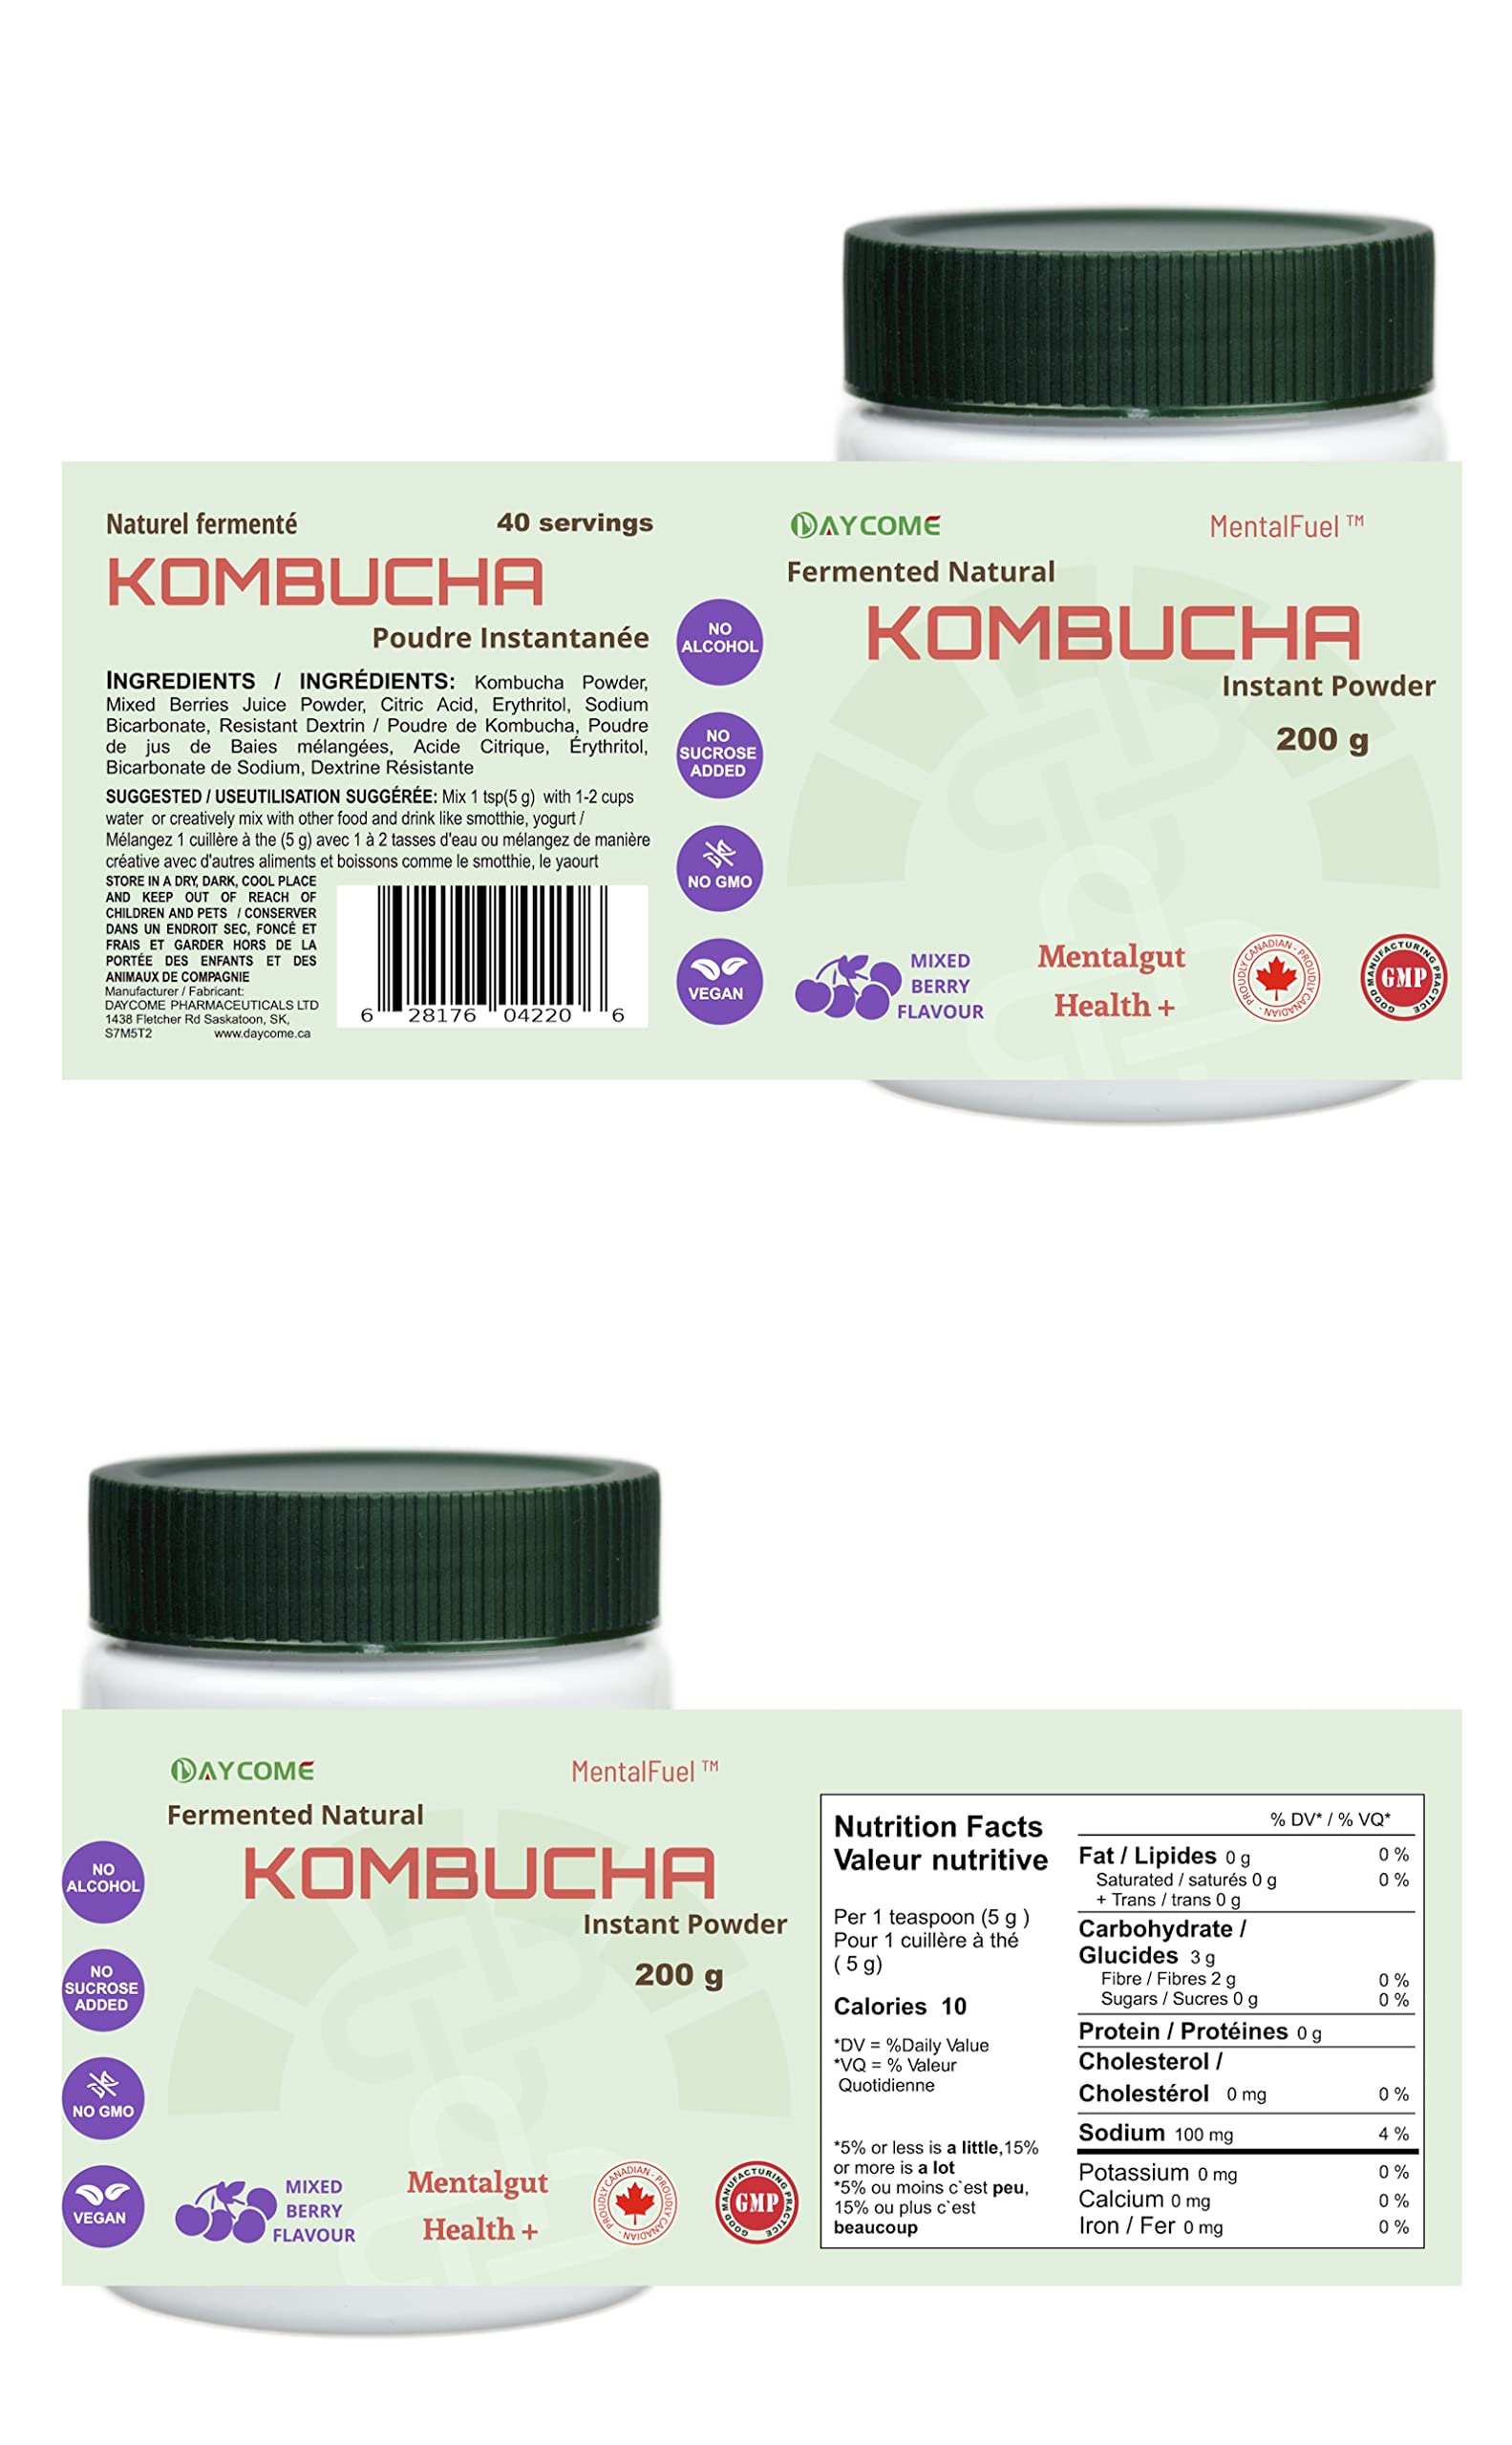 Naturel fermenté
40 servings
KOMBUCHA
Poudre Instantanée
INGREDIENTS / INGRÉDIENTS: Kombucha Powder,
Mixed Berries Juice Powder, Citric Acid, Erythritol, Sodium
Bicarbonate, Resistant Dextrin / Poudre de Kombucha, Poudre
de jus de Baies mélangées, Acide Citrique, Érythritol,
Bicarbonate de Sodium, Dextrine Résistante
SUGGESTED / USEUTILISATION SUGGÉRÉE: Mix 1 tsp(5 g) with 1-2 cups
water or creatively mix with other food and drink like smotthie, yogurt /
Mélangez 1 cuillère à the (5 g) avec 1 à 2 tasses d'eau ou mélangez de manière
créative avec d'autres aliments et boissons comme le smotthie, le yaourt
STORE IN A DRY, DARK, COOL PLACE
AND KEEP OUT OF REACH OF
CHILDREN AND PETS / CONSERVER
DANS UN ENDROIT SEC, FONCÉ ET
FRAIS ET GARDER HORS DE LA
PORTÉE DES ENFANTS ET DES
ANIMAUX DE COMPAGNIE
Manufacturer / Fabricant:
DAYCOME PHARMACEUTICALS LTD
1438 Fletcher Rd Saskatoon, SK,
S7M5T2 www.daycome.ca
6 28176 04220 6
NO
ALCOHOL
NO
SUCROSE
ADDED
NO GMO
VEGAN
DAYCOME
MentalFuel ™
Fermented Natural
KOMBUCHA
Instant Powder
200 g
MIXED
BERRY
FLAVOUR
Mentalgut
Health +
PROUDLY CANADIAN - PROUDLY CANADIAN -
GOOD MANUFACTURING PRACTICE
GMP
DAYCOME
MentalFuel ™
Fermented Natural
KOMBUCHA
Instant Powder
200 g
NO
ALCOHOL
NO
SUCROSE
ADDED
NO GMO
VEGAN
MIXED
BERRY
FLAVOUR
Mentalgut
Health +
PROUDLY CANADIAN - PROUDLY CANADIAN -
GOOD MANUFACTURING PRACTICE
GMP
Nutrition Facts
Valeur nutritive
Per 1 teaspoon (5 g )
Pour 1 cuillère à thé
( 5 g)
Calories 10
*DV = %Daily Value
*VQ = % Valeur
Quotidienne
*5% or less is a little,15%
or more is a lot
*5% ou moins c`est peu,
15% ou plus c`est
beaucoup
% DV* / % VQ*
Fat / Lipides 0 g 0 %
Saturated / saturés 0 g 0 %
+ Trans / trans 0 g
Carbohydrate /
Glucides 3 g
Fibre / Fibres 2 g 0 %
Sugars / Sucres 0 g 0 %
Protein / Protéines 0 g
Cholesterol /
Cholestérol 0 mg 0 %
Sodium 100 mg 4 %
Potassium 0 mg 0 %
Calcium 0 mg 0 %
Iron / Fer 0 mg 0 %